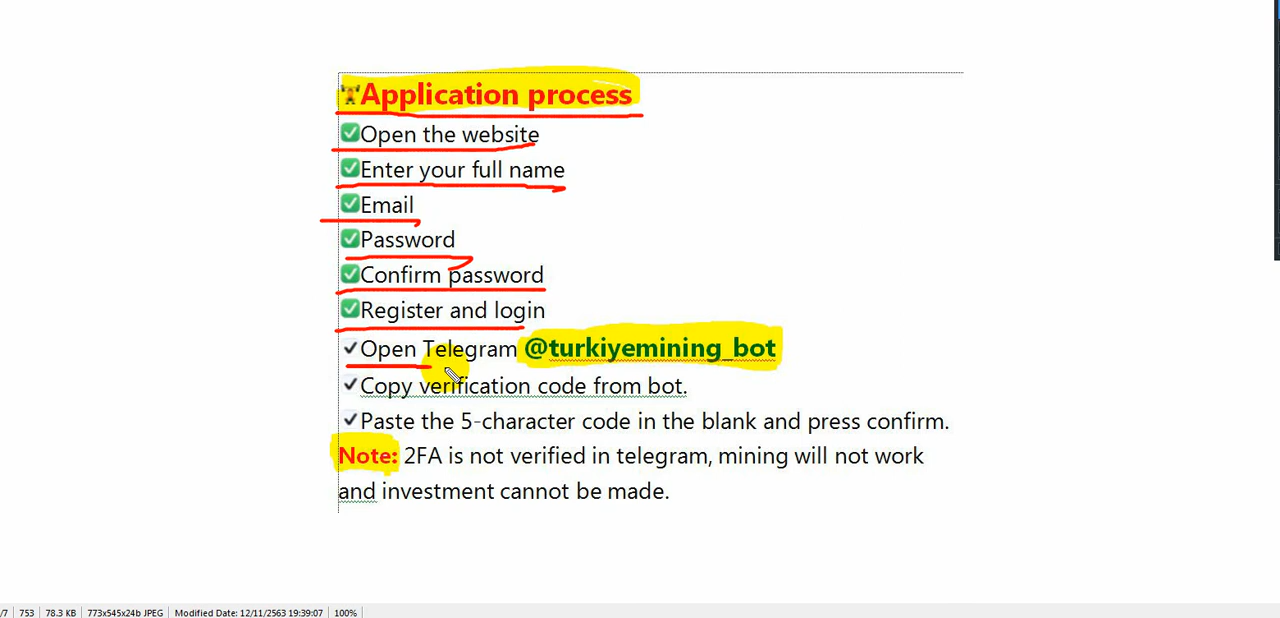 Application process
Open the website
Enter your full name
Email
Password
Confirm password
Register and login
Open Telegram @turkiyemining_bot
Copy verification code from bot.
Paste the 5-character code in the blank and press confirm.
Note: 2FA is not verified in telegram, mining will not work
and investment cannot be made.
/7 753 78.3 KB 773x545x24b JPEG Modified Date: 12/11/2563 19:39:07 100%